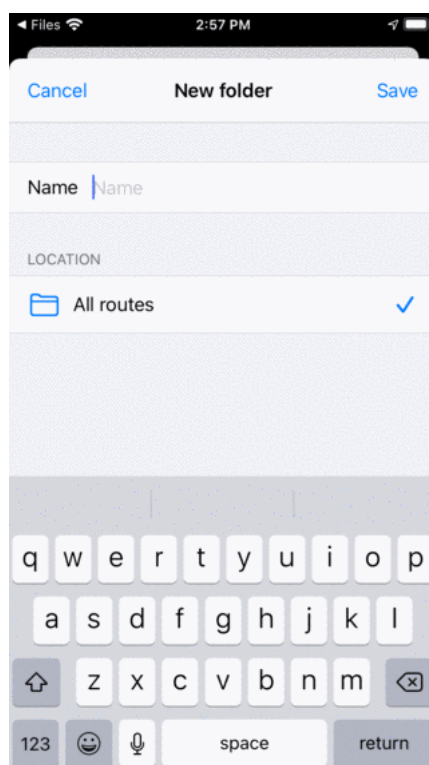 Files 2:57 PM
Cancel New folder Save
Name Name
LOCATION
All routes
q w e r t y u i o p
a s d f g h j k l
z x c v b n m
123 space return